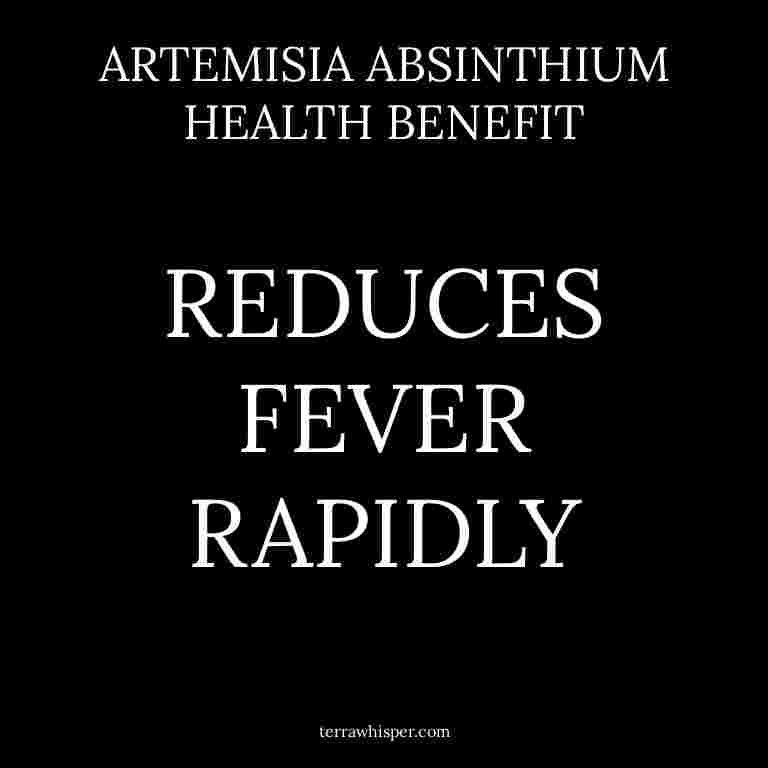 ARTEMISIA ABSINTHIUM
HEALTH BENEFIT
REDUCES
FEVER
RAPIDLY
terrawhisper.com